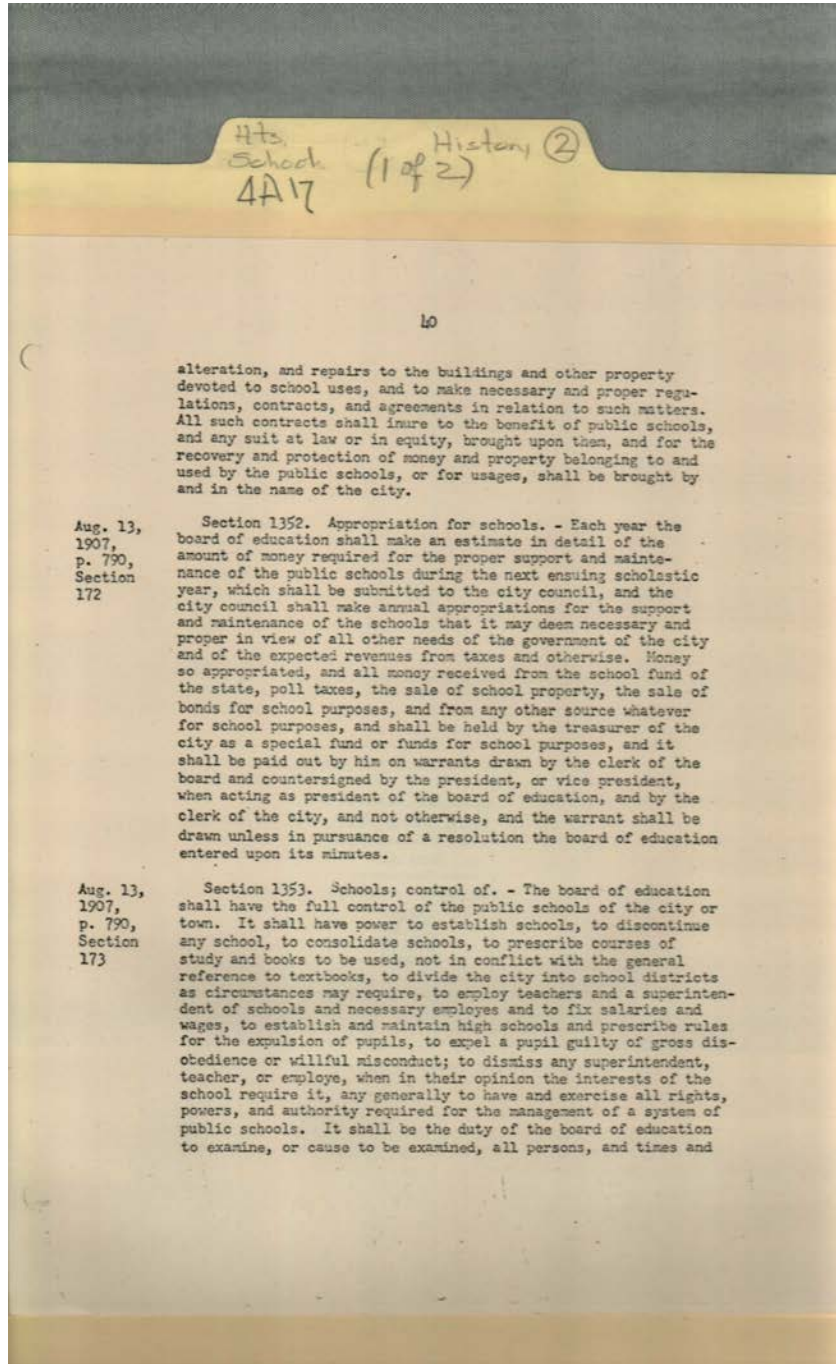 Hts. History ②
School (1 of 2)
4A17
40
alteration, and repairs to the buildings and other property
devoted to school uses, and to make necessary and proper regu-
lations, contracts, and agreements in relation to such matters.
All such contracts shall inure to the benefit of public schools,
and any suit at law or in equity, brought upon them, and for the
recovery and protection of money and property belonging to and
used by the public schools, or for usages, shall be brought by
and in the name of the city.
Aug. 13,
1907,
p. 790,
Section
172
Section 1352. Appropriation for schools. - Each year the
board of education shall make an estimate in detail of the
amount of money required for the proper support and mainte-
nance of the public schools during the next ensuing scholastic
year, which shall be submitted to the city council, and the
city council shall make annual appropriations for the support
and maintenance of the schools that it may deem necessary and
proper in view of all other needs of the government of the city
and of the expected revenues from taxes and otherwise. Money
so appropriated, and all money received from the school fund of
the state, poll taxes, the sale of school property, the sale of
bonds for school purposes, and from any other source whatever
for school purposes, and shall be held by the treasurer of the
city as a special fund or funds for school purposes, and it
shall be paid out by him on warrants drawn by the clerk of the
board and countersigned by the president, or vice president,
when acting as president of the board of education, and by the
clerk of the city, and not otherwise, and the warrant shall be
drawn unless in pursuance of a resolution the board of education
entered upon its minutes.
Aug. 13,
1907,
p. 790,
Section
173
Section 1353. Schools; control of. - The board of education
shall have the full control of the public schools of the city or
town. It shall have power to establish schools, to discontinue
any school, to consolidate schools, to prescribe courses of
study and books to be used, not in conflict with the general
reference to textbooks, to divide the city into school districts
as circumstances may require, to employ teachers and a superinten-
dent of schools and necessary employes and to fix salaries and
wages, to establish and maintain high schools and prescribe rules
for the expulsion of pupils, to expel a pupil guilty of gross dis-
obedience or willful misconduct; to dismiss any superintendent,
teacher, or employe, when in their opinion the interests of the
school require it, any generally to have and exercise all rights,
powers, and authority required for the management of a system of
public schools. It shall be the duty of the board of education
to examine, or cause to be examined, all persons, and times and